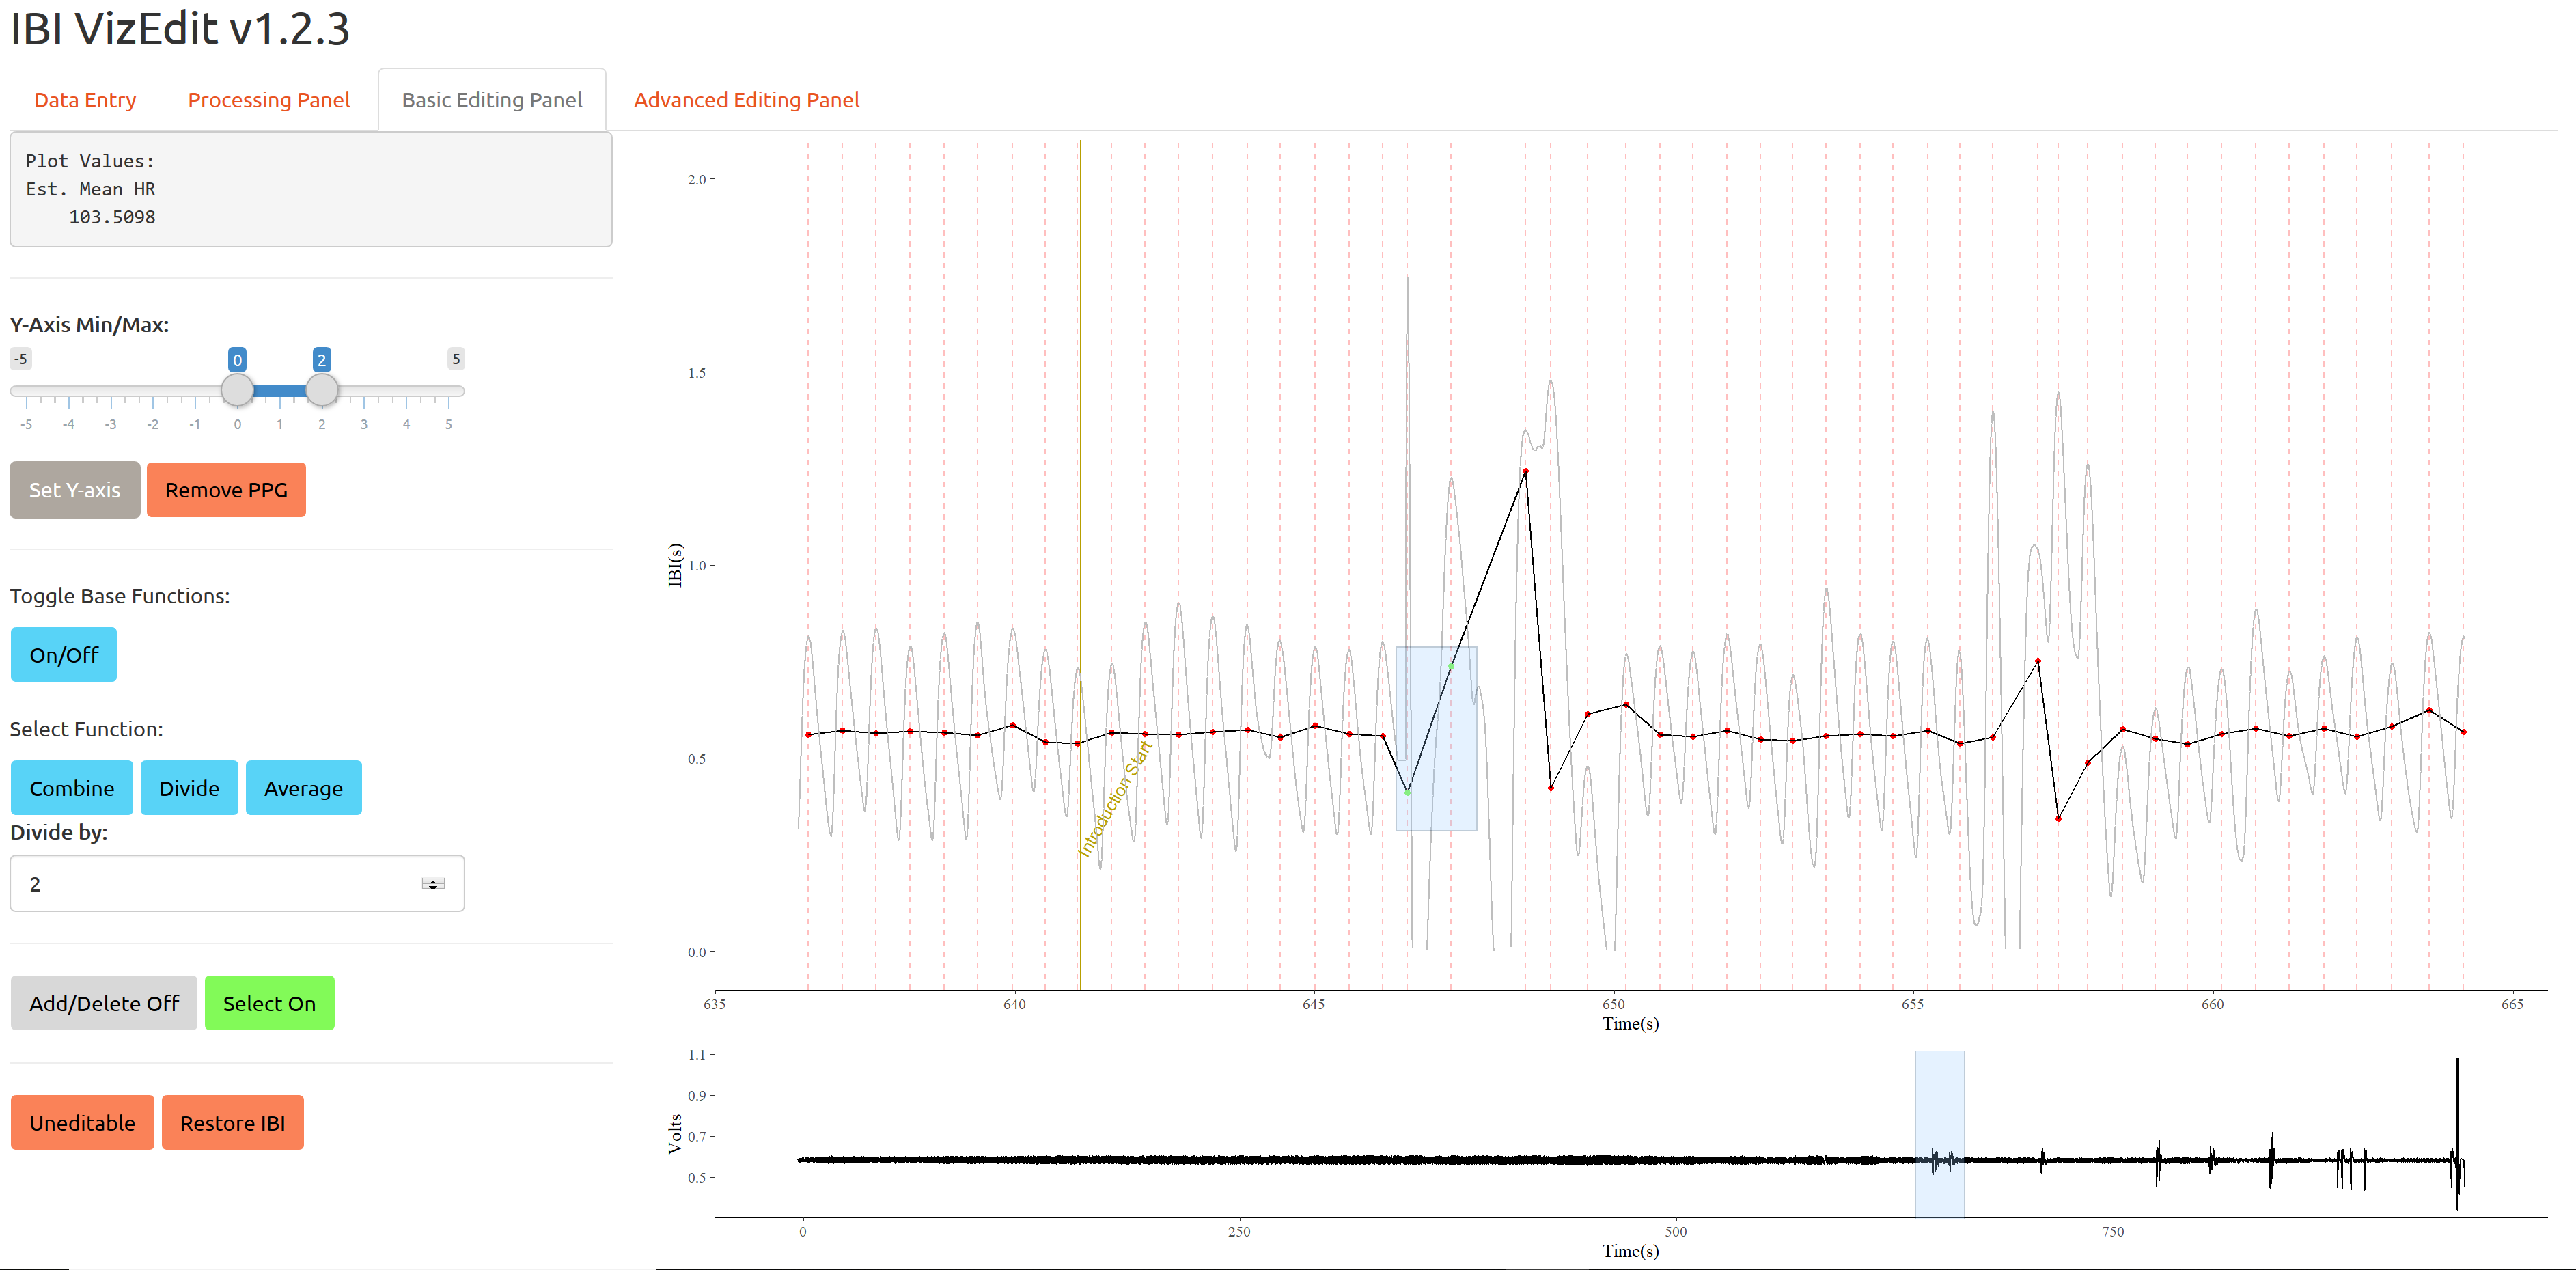 IBI VizEdit v1.2.3
Data Entry Processing Panel Basic Editing Panel Advanced Editing Panel
Plot Values:
Est. Mean HR
103.5098
Y-Axis Min/Max:
-5 0 2 5
-5 -4 -3 -2 -1 0 1 2 3 4 5
Set Y-axis Remove PPG
Toggle Base Functions:
On/Off
Select Function:
Combine Divide Average
Divide by:
2
Add/Delete Off Select On
Uneditable Restore IBI
IBI(s)
2.0
1.5
1.0
0.5
0.0
Introduction Start
635 640 645 650 655 660 665
Time(s)
Volts
1.1
0.9
0.7
0.5
0 250 500 750
Time(s)